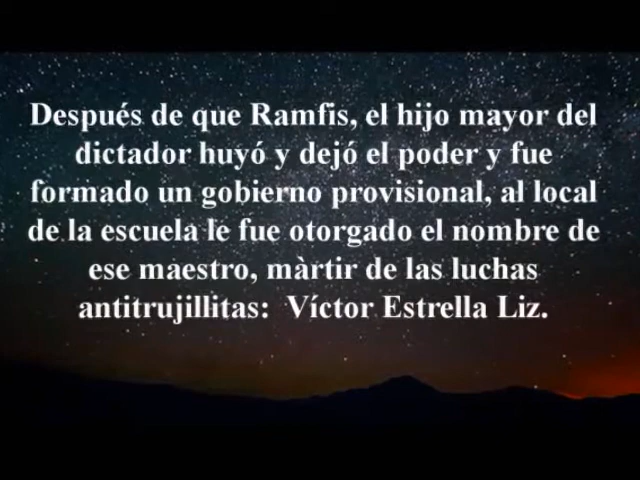 Después de que Ramfis, el hijo mayor del
dictador huyó y dejó el poder y fue
formado un gobierno provisional, al local
de la escuela le fue otorgado el nombre de
ese maestro, màrtir de las luchas
antitrujillitas:  Víctor Estrella Liz.